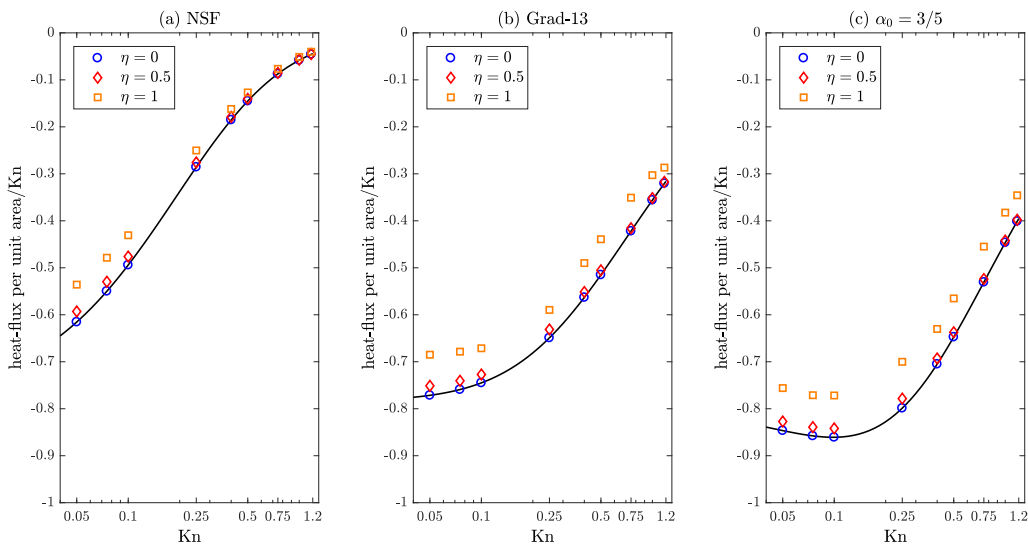 (a) NSF
heat-flux per unit area/Kn
0
-0.1
-0.2
-0.3
-0.4
-0.5
-0.6
-0.7
-0.8
-0.9
-1
η = 0
η = 0.5
η = 1
0.05 0.1 0.25 0.5 0.75 1.2
Kn
(b) Grad-13
heat-flux per unit area/Kn
0
-0.1
-0.2
-0.3
-0.4
-0.5
-0.6
-0.7
-0.8
-0.9
-1
η = 0
η = 0.5
η = 1
0.05 0.1 0.25 0.5 0.75 1.2
Kn
(c) α₀ = 3/5
heat-flux per unit area/Kn
0
-0.1
-0.2
-0.3
-0.4
-0.5
-0.6
-0.7
-0.8
-0.9
-1
η = 0
η = 0.5
η = 1
0.05 0.1 0.25 0.5 0.75 1.2
Kn